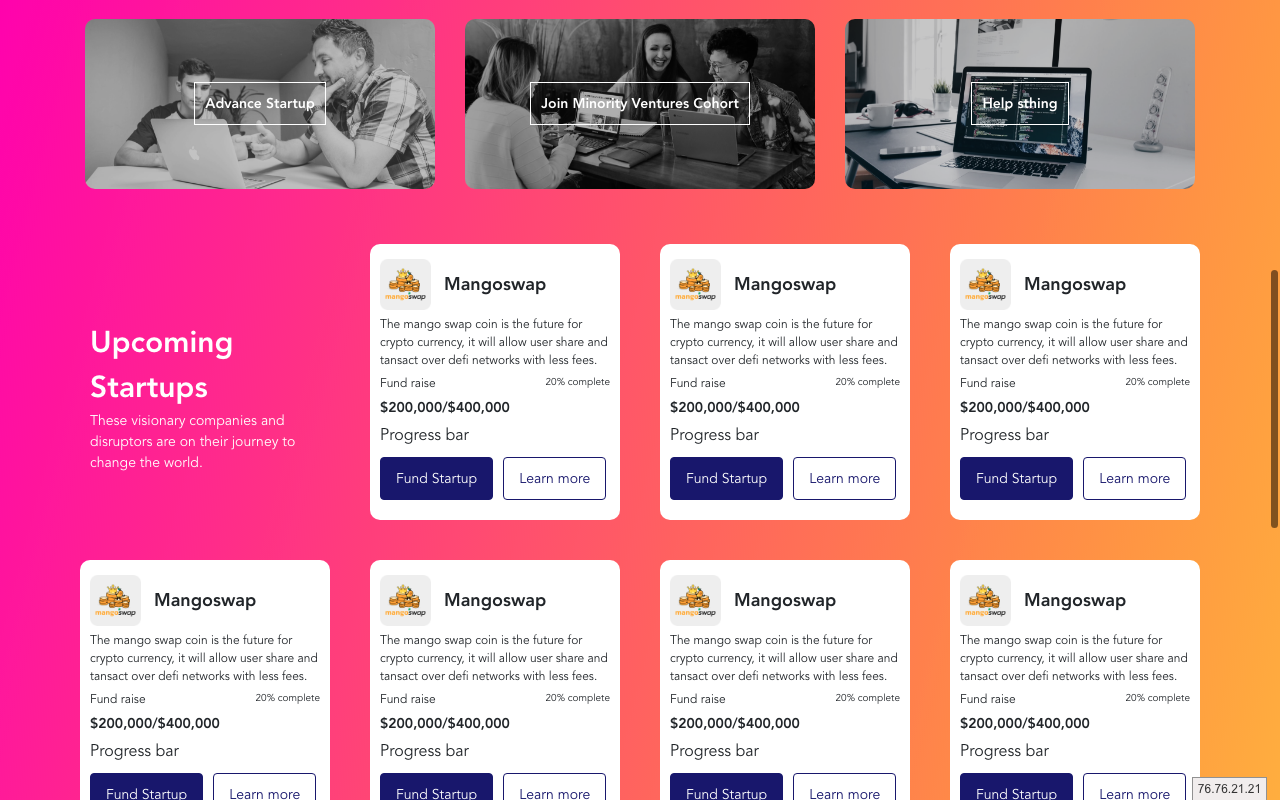 Advance Startup
Join Minority Ventures Cohort
Help sthing
Upcoming
Startups
These visionary companies and
disruptors are on their journey to
change the world.
mangoswap
Mangoswap
The mango swap coin is the future for
crypto currency, it will allow user share and
tansact over defi networks with less fees.
Fund raise
20% complete
$200,000/$400,000
Progress bar
Fund Startup
Learn more
mangoswap
Mangoswap
The mango swap coin is the future for
crypto currency, it will allow user share and
tansact over defi networks with less fees.
Fund raise
20% complete
$200,000/$400,000
Progress bar
Fund Startup
Learn more
mangoswap
Mangoswap
The mango swap coin is the future for
crypto currency, it will allow user share and
tansact over defi networks with less fees.
Fund raise
20% complete
$200,000/$400,000
Progress bar
Fund Startup
Learn more
mangoswap
Mangoswap
The mango swap coin is the future for
crypto currency, it will allow user share and
tansact over defi networks with less fees.
Fund raise
20% complete
$200,000/$400,000
Progress bar
Fund Startup
Learn more
mangoswap
Mangoswap
The mango swap coin is the future for
crypto currency, it will allow user share and
tansact over defi networks with less fees.
Fund raise
20% complete
$200,000/$400,000
Progress bar
Fund Startup
Learn more
mangoswap
Mangoswap
The mango swap coin is the future for
crypto currency, it will allow user share and
tansact over defi networks with less fees.
Fund raise
20% complete
$200,000/$400,000
Progress bar
Fund Startup
Learn more
mangoswap
Mangoswap
The mango swap coin is the future for
crypto currency, it will allow user share and
tansact over defi networks with less fees.
Fund raise
20% complete
$200,000/$400,000
Progress bar
Fund Startup
Learn more
76.76.21.21